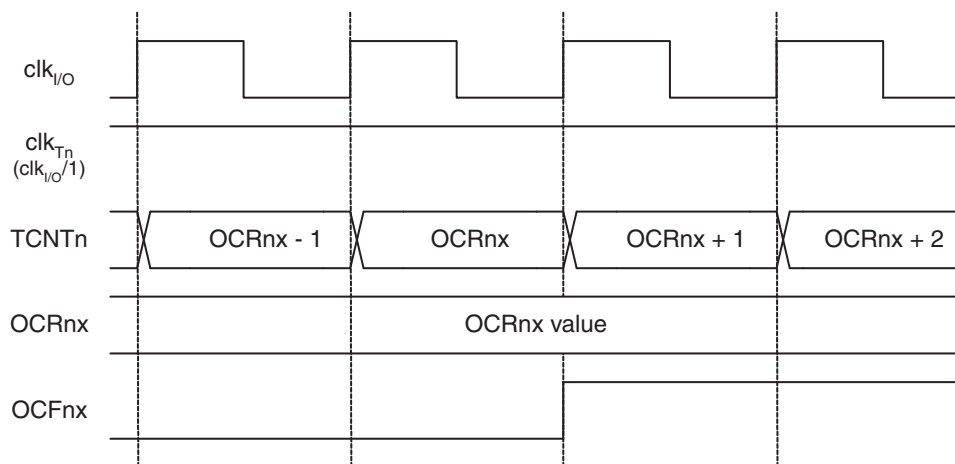 clkI/O
clkTn
(clkI/O/1)
TCNTn OCRnx - 1 OCRnx OCRnx + 1 OCRnx + 2
OCRnx OCRnx value
OCFnx